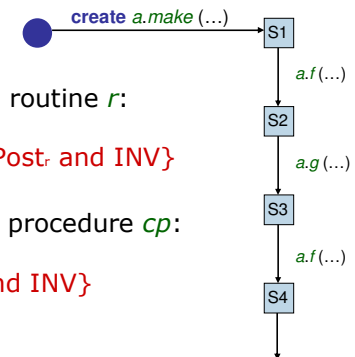 create a.make (…)
S1
a.f (…)
routine r:
S2
Postᵣ and INV}
a.g (…)
procedure cp:
S3
a.f (…)
nd INV}
S4